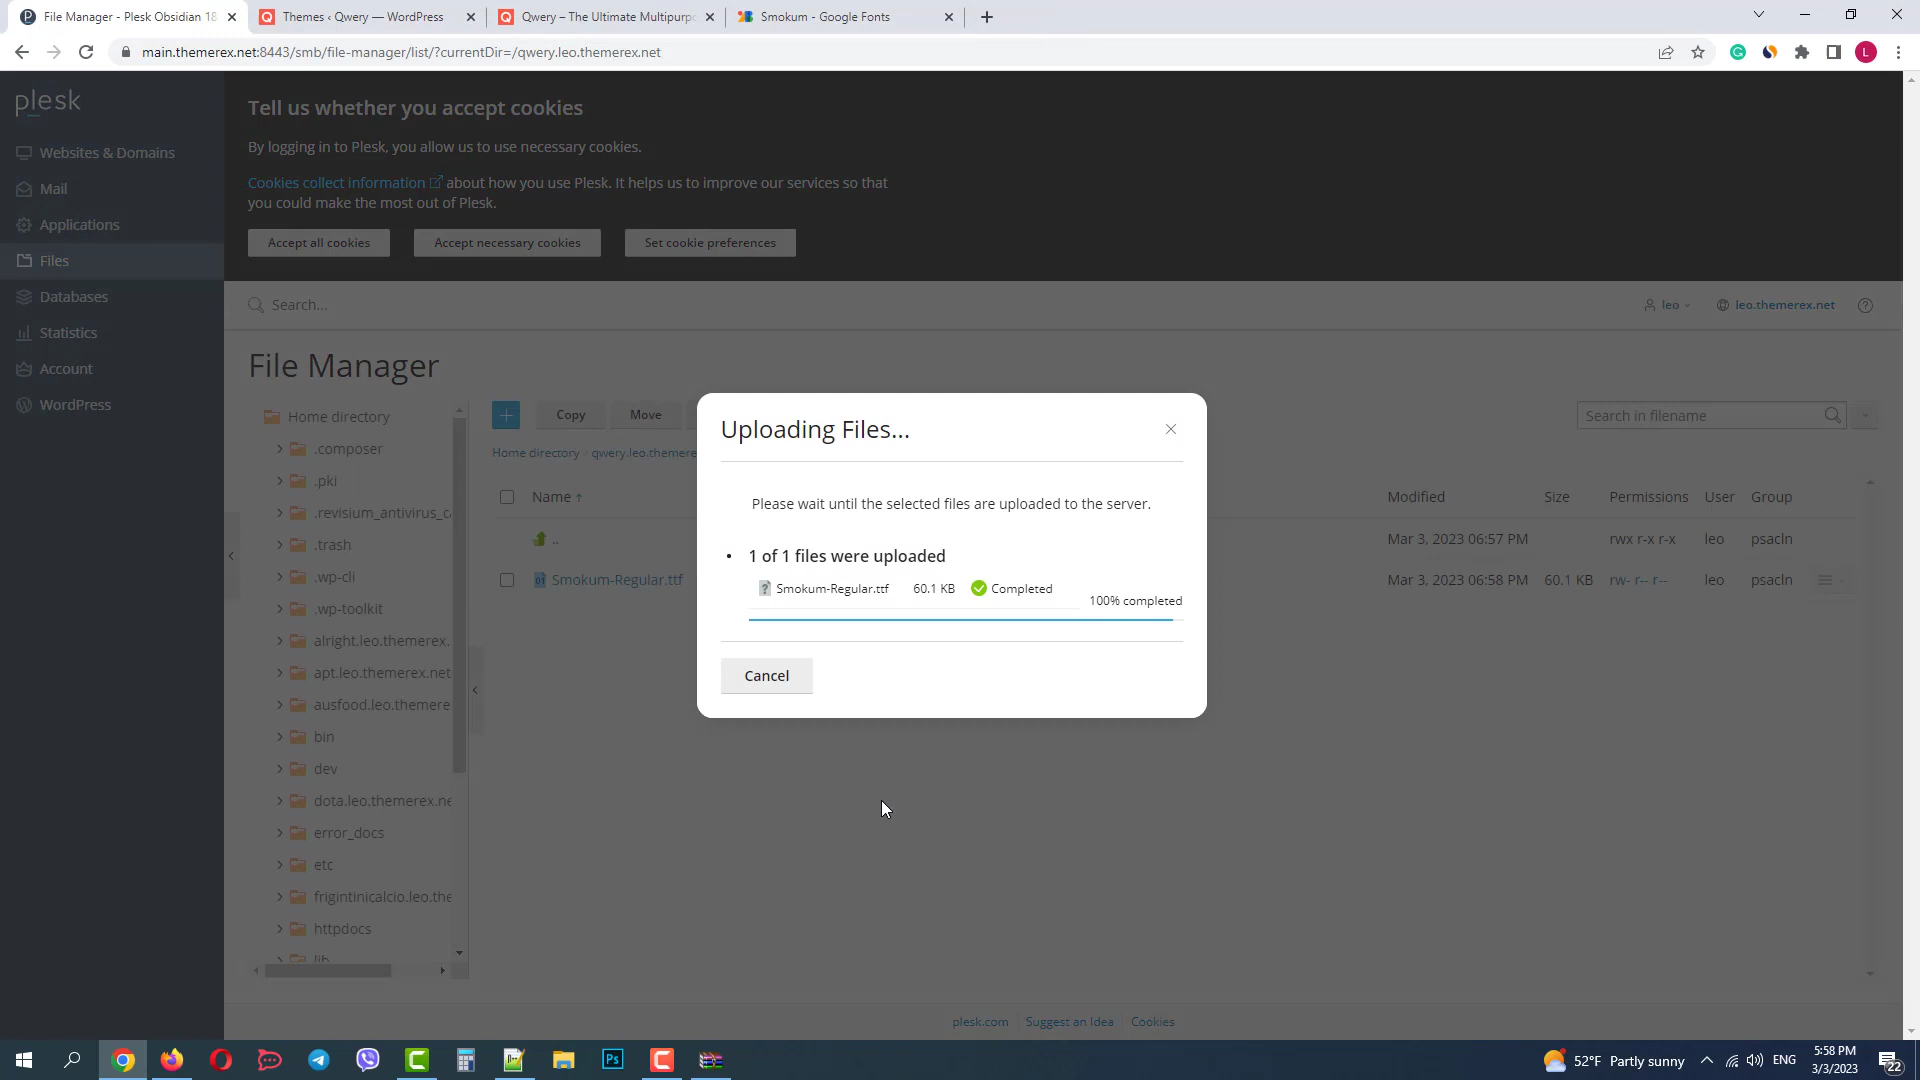 File Manager - Plesk Obsidian 18
Themes ‹ Qwery — WordPress
Qwery – The Ultimate Multipurpo
Smokum - Google Fonts
main.themerex.net:8443/smb/file-manager/list/?currentDir=/qwery.leo.themerex.net
L
plesk
Websites & Domains
Mail
Applications
Files
Databases
Statistics
Account
WordPress
Tell us whether you accept cookies
By logging in to Plesk, you allow us to use necessary cookies.
Cookies collect information about how you use Plesk. It helps us to improve our services so that
you could make the most out of Plesk.
Accept all cookies
Accept necessary cookies
Set cookie preferences
Search...
leo
leo.themerex.net
File Manager
Home directory
.composer
.pki
.revisium_antivirus_ca
.trash
.wp-cli
.wp-toolkit
alright.leo.themerex.
apt.leo.themerex.net
ausfood.leo.themere
bin
dev
dota.leo.themerex.ne
error_docs
etc
frigintinicalcio.leo.the
httpdocs
lib
Copy
Move
Search in filename
Home directory
qwery.leo.themere
Name ↑
Modified
Size
Permissions
User
Group
..
Mar 3, 2023 06:57 PM
rwx r-x r-x
leo
psacln
Smokum-Regular.ttf
Mar 3, 2023 06:58 PM
60.1 KB
rw- r-- r--
leo
psacln
Uploading Files...
Please wait until the selected files are uploaded to the server.
1 of 1 files were uploaded
Smokum-Regular.ttf
60.1 KB
Completed
100% completed
Cancel
plesk.com
Suggest an Idea
Cookies
Ps
52°F Partly sunny
ENG
5:58 PM
3/3/2023
22